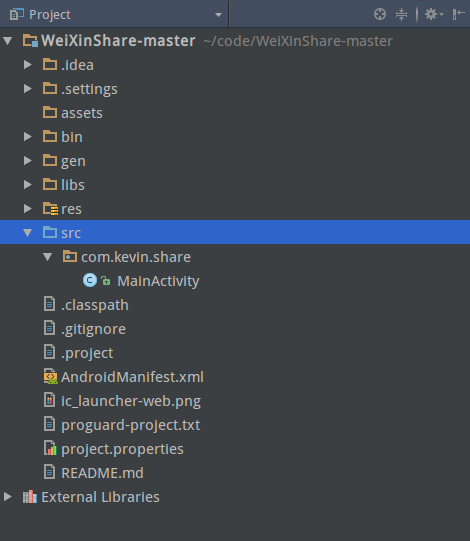 Project
WeiXinShare-master ~/code/WeiXinShare-master
.idea
.settings
assets
bin
gen
libs
res
src
com.kevin.share
C MainActivity
.classpath
.gitignore
.project
AndroidManifest.xml
ic_launcher-web.png
proguard-project.txt
project.properties
README.md
External Libraries